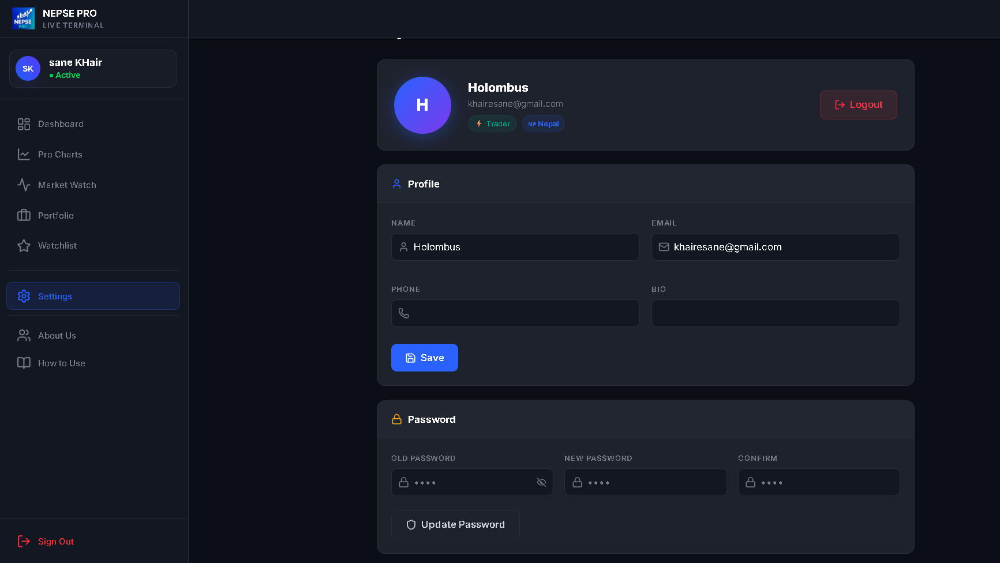 NEPSE PRO
LIVE TERMINAL
NEPSE
PRO
SK
sane KHair
Active
Dashboard
Pro Charts
Market Watch
Portfolio
Watchlist
Settings
About Us
How to Use
Sign Out
H
Holombus
khairesane@gmail.com
Trader
NP Nepal
Logout
Profile
NAME
EMAIL
Holombus
khairesane@gmail.com
PHONE
BIO
Save
Password
OLD PASSWORD
NEW PASSWORD
CONFIRM
••••
••••
••••
Update Password